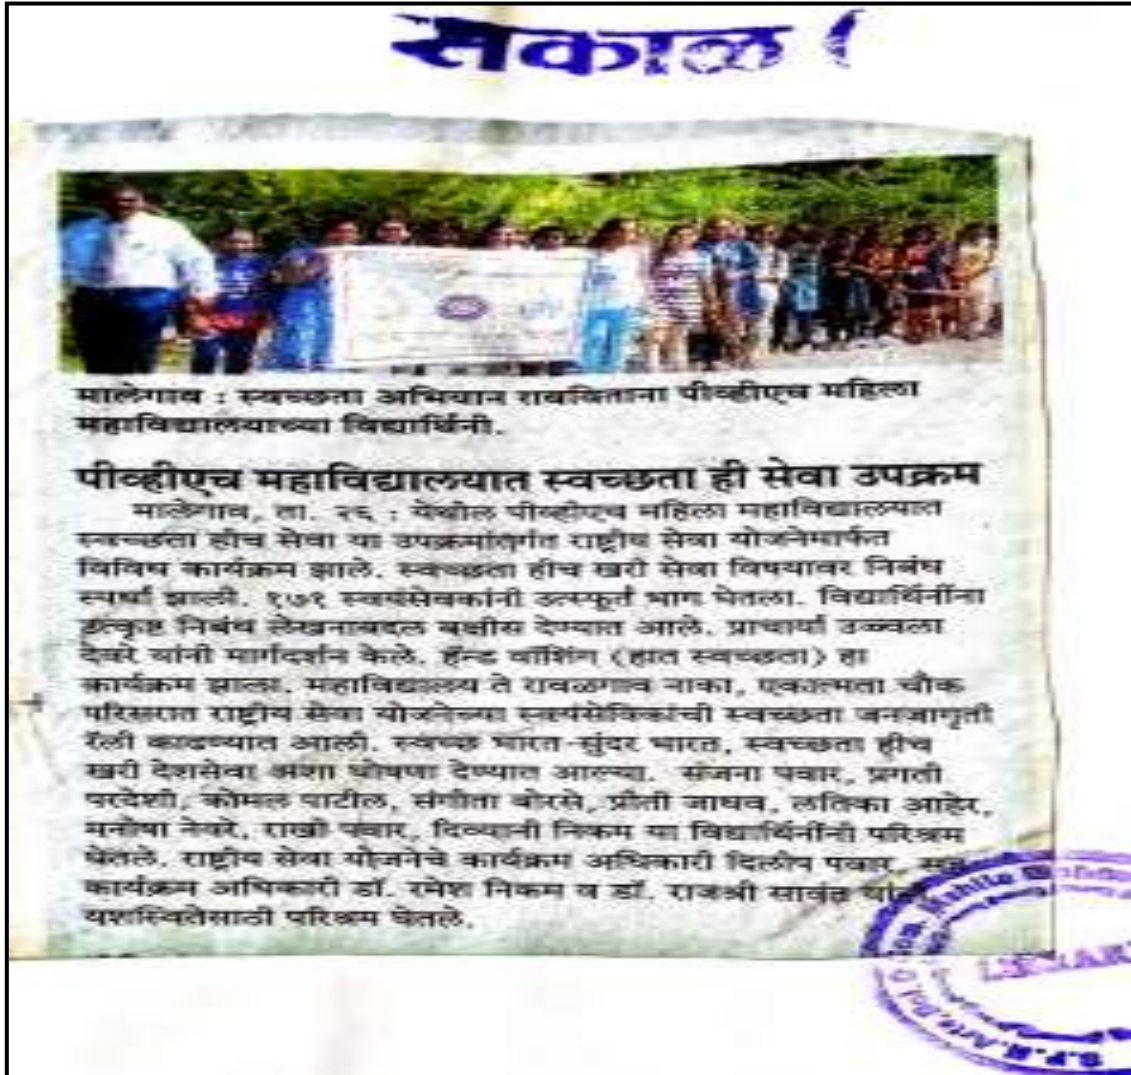 सकाळ (
मालेगाव : स्वच्छता अभियान राबविताना पीव्हीएच महिला
महाविद्यालयाच्या विद्यार्थिनी.
पीव्हीएच महाविद्यालयात स्वच्छता ही सेवा उपक्रम
मालेगाव, ता. २६ : येथील पीव्हीएच महिला महाविद्यालयात
स्वच्छता हीच सेवा या उपक्रमांतर्गत राष्ट्रीय सेवा योजनेमार्फत
विविध कार्यक्रम झाले. स्वच्छता हीच खरी सेवा विषयावर निबंध
स्पर्धा झाली. १७१ स्वयंसेवकांनी उत्स्फूर्त भाग घेतला. विद्यार्थिनींना
उत्कृष्ट निबंध लेखनाबद्दल बक्षीस देण्यात आले. प्राचार्या उज्ज्वला
देवरे यांनी मार्गदर्शन केले. हॅन्ड वॉशिंग (हात स्वच्छता) हा
कार्यक्रम झाला. महाविद्यालय ते रावळगाव नाका, एकात्मता चौक
परिसरात राष्ट्रीय सेवा योजनेच्या स्वयंसेविकांची स्वच्छता जनजागृती
रॅली काढण्यात आली. स्वच्छ भारत-सुंदर भारत, स्वच्छता हीच
खरी देशसेवा अशा घोषणा देण्यात आल्या. संजना पवार, प्रगती
परदेशी, कोमल पाटील, संगीता बोरसे, प्रीती जाधव, लतिका आहेर,
मनीषा नेवरे, राखी पवार, दिव्यानी निकम या विद्यार्थिनींनी परिश्रम
घेतले. राष्ट्रीय सेवा योजनेचे कार्यक्रम अधिकारी दिलीप पवार,
कार्यक्रम अधिकारी डॉ. रमेश निकम व डॉ. राजश्री सावंत
यशस्वितेसाठी परिश्रम घेतले.